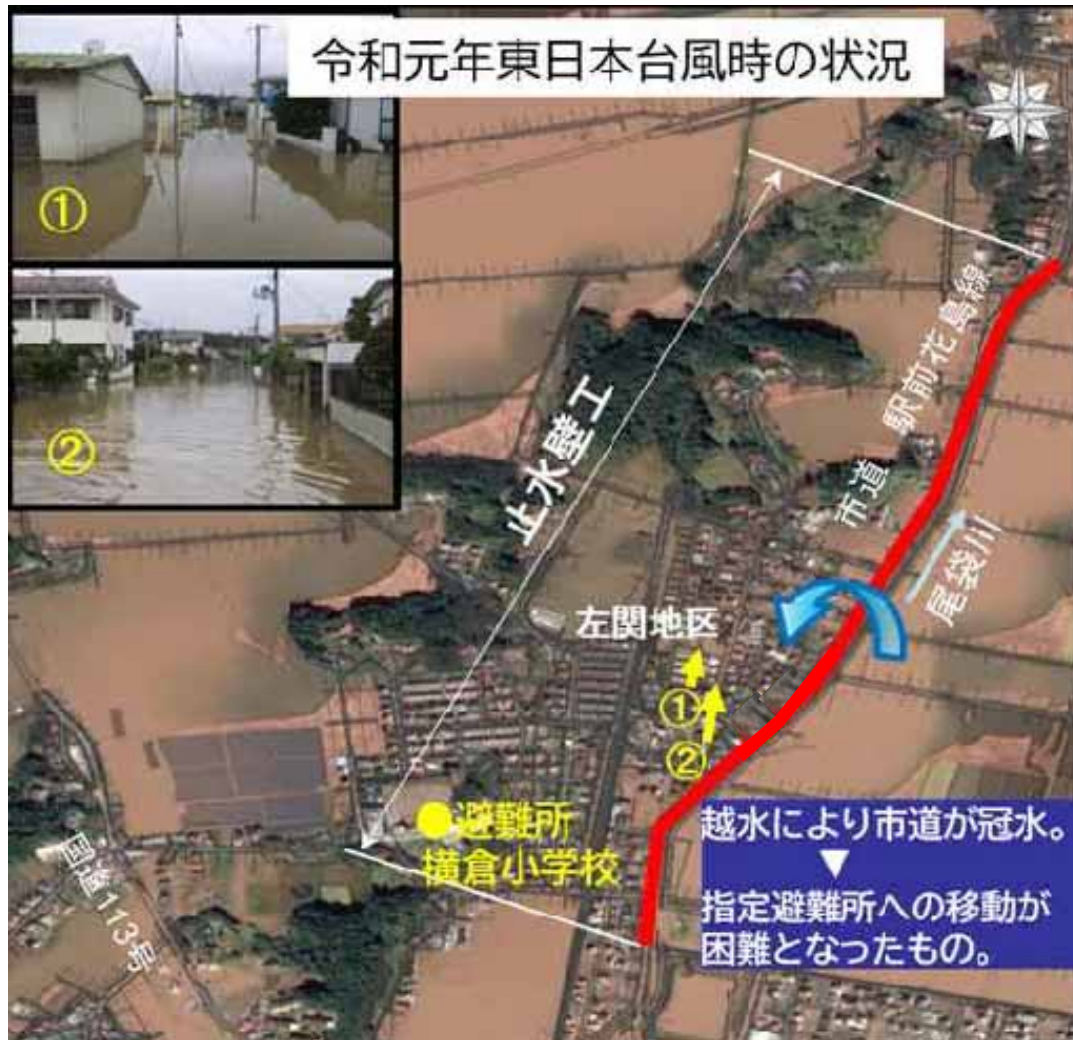 令和元年東日本台風時の状況
①
②
止水壁工
市道 駅前花島線
尾袋川
左関地区
①
②
●避難所
横倉小学校
国道113号
越水により市道が冠水。
▼
指定避難所への移動が
困難となったもの。